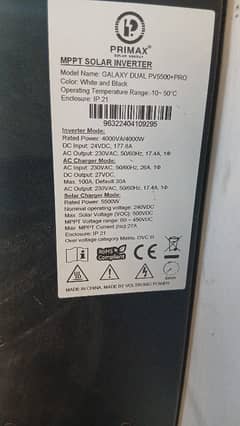 P
PRIMAX
SOLAR ENERGY
MPPT SOLAR INVERTER
Model Name: GALAXY DUAL PV5500+PRO
Color: White and Black
Operating Temperature Range:-10~ 50°C
Enclosure: IP 21
96322404109295
Inverter Mode:
Rated Power: 4000VA/4000W
DC Input: 24VDC, 177.8A
AC Output: 230VAC, 50/60Hz, 17.4A, 1Φ
AC Charger Mode:
AC Input: 230VAC, 50/60Hz, 26A, 1Φ
DC Output: 27VDC,
Max. 100A, Default 30A
AC Output: 230VAC, 50/60Hz, 17.4A, 1Φ
Solar Charger Mode:
Rated Power: 5500W
Nominal operating voltage: 240VDC
Max. Solar Voltage (VOC): 500VDC
MPPT Voltage Range: 60 ~ 450VDC
Max. MPPT Current (Isc):27A
Enclosure: IP 21
Over voltage category Mains: OVC III
CE
RoHS
Compliant
MADE IN CHINA. MADE BY VOLTRONIC POWER